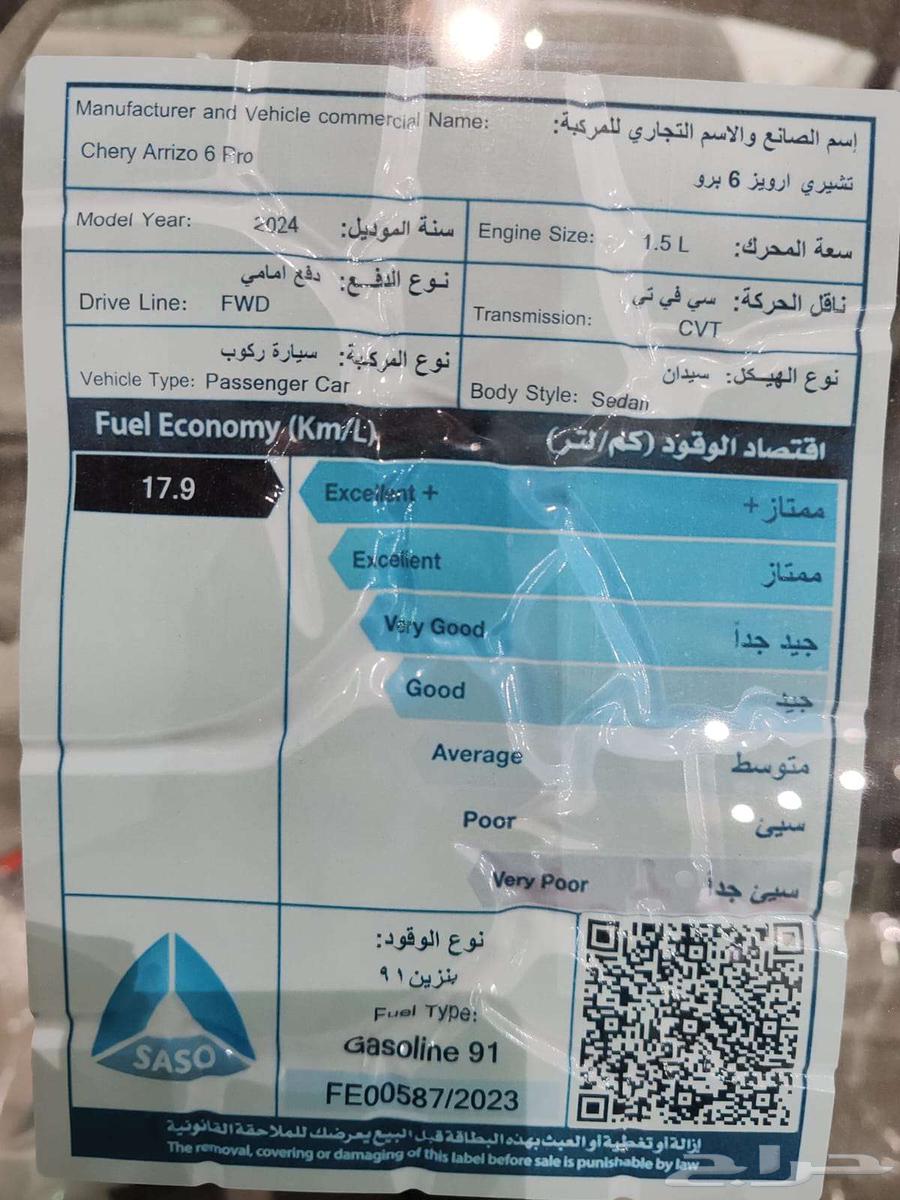 Manufacturer and Vehicle commercial Name:
إسم الصانع والاسم التجاري للمركبة:
Chery Arrizo 6 Pro
تشيري ارويز 6 برو
Model Year: 2024 سنة الموديل:
Engine Size: 1.5 L سعة المحرك:
نوع الدفع: دفع امامي
Drive Line: FWD
ناقل الحركة: سي في تي
Transmission: CVT
نوع المركبة: سيارة ركوب
Vehicle Type: Passenger Car
نوع الهيكل: سيدان
Body Style: Sedan
Fuel Economy (Km/L) اقتصاد الوقود (كم/لتر)
17.9
Excellent + ممتاز +
Excellent ممتاز
Very Good جيد جداً
Good جيد
Average متوسط
Poor سيئ
Very Poor سيئ جدا
نوع الوقود:
بنزين ٩١
Fuel Type:
Gasoline 91
FE00587/2023
SASO
إزالة أو تغطية أو العبث بهذه البطاقة قبل البيع يعرضك للملاحقة القانونية
The removal, covering or damaging of this label before sale is punishable by law
حراج